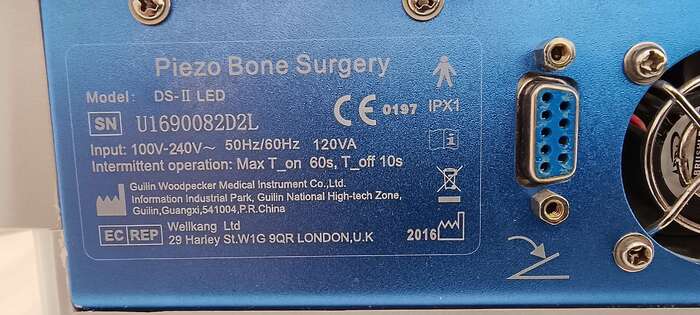 Piezo Bone Surgery
Model: DS-II LED
SN U1690082D2L
CE 0197 IPX1
Input: 100V-240V~ 50Hz/60Hz 120VA
Intermittent operation: Max T_on 60s, T_off 10s
Guilin Woodpecker Medical Instrument Co.,Ltd.
Information Industrial Park, Guilin National High-tech Zone,
Guilin,Guangxi,541004,P.R.China
EC REP Wellkang Ltd
29 Harley St.W1G 9QR LONDON,U.K
2016